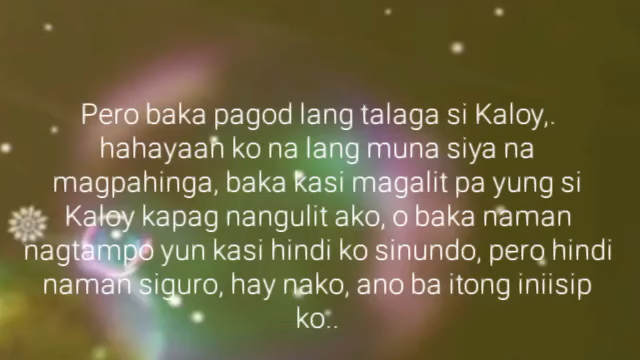 Pero baka pagod lang talaga si Kaloy,.
hahayaan ko na lang muna siya na
magpahinga, baka kasi magalit pa yung si
Kaloy kapag nangulit ako, o baka naman
nagtampo yun kasi hindi ko sinundo, pero hindi
naman siguro, hay nako, ano ba itong iniisip
ko..